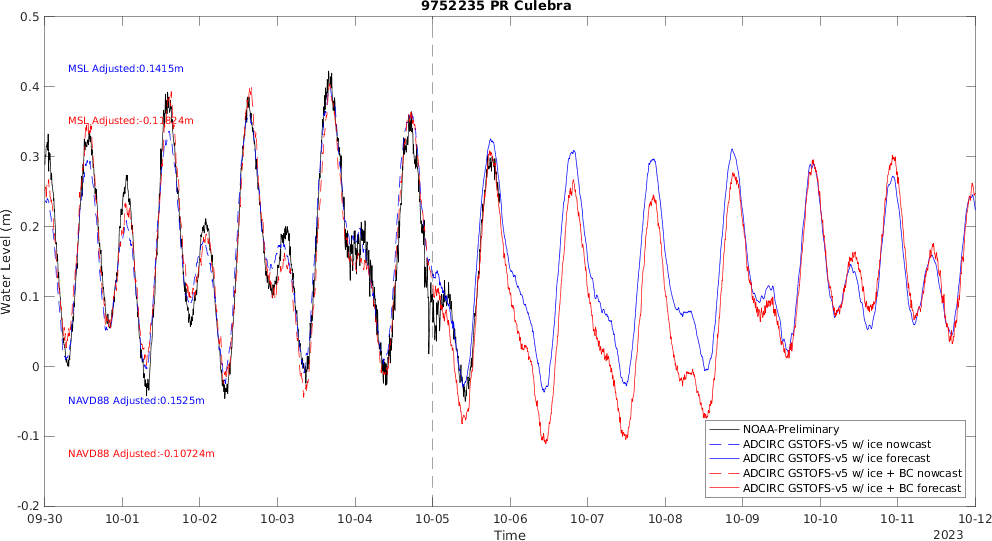 9752235 PR Culebra
0.5
0.4
0.3
0.2
0.1
0
-0.1
-0.2
Water Level (m)
MSL Adjusted:0.1415m
MSL Adjusted:-0.11824m
NAVD88 Adjusted:0.1525m
NAVD88 Adjusted:-0.10724m
NOAA-Preliminary
ADCIRC GSTOFS-v5 w/ ice nowcast
ADCIRC GSTOFS-v5 w/ ice forecast
ADCIRC GSTOFS-v5 w/ ice + BC nowcast
ADCIRC GSTOFS-v5 w/ ice + BC forecast
09-30 10-01 10-02 10-03 10-04 10-05 10-06 10-07 10-08 10-09 10-10 10-11 10-12
Time
2023